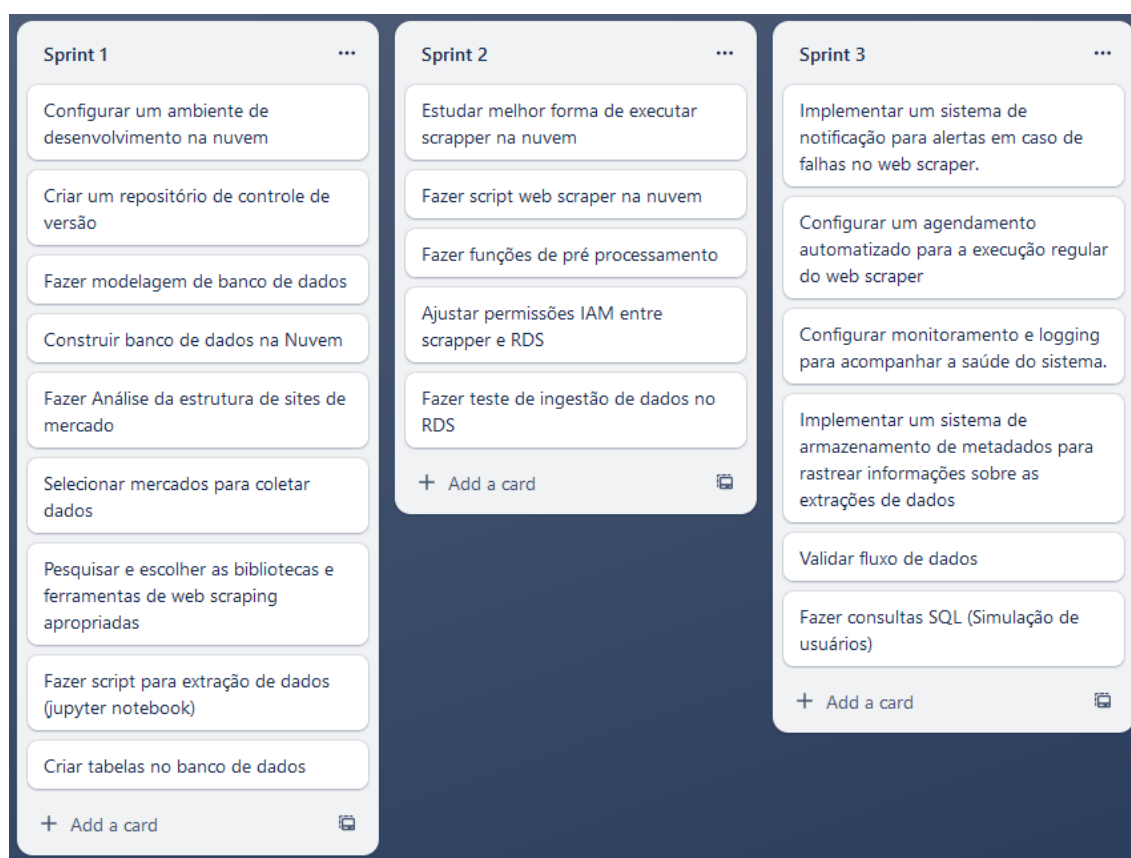 Sprint 1
Configurar um ambiente de
desenvolvimento na nuvem
Criar um repositório de controle de
versão
Fazer modelagem de banco de dados
Construir banco de dados na Nuvem
Fazer Análise da estrutura de sites de
mercado
Selecionar mercados para coletar
dados
Pesquisar e escolher as bibliotecas e
ferramentas de web scraping
apropriadas
Fazer script para extração de dados
(jupyter notebook)
Criar tabelas no banco de dados
+ Add a card
Sprint 2
Estudar melhor forma de executar
scrapper na nuvem
Fazer script web scraper na nuvem
Fazer funções de pré processamento
Ajustar permissões IAM entre
scrapper e RDS
Fazer teste de ingestão de dados no
RDS
+ Add a card
Sprint 3
Implementar um sistema de
notificação para alertas em caso de
falhas no web scraper.
Configurar um agendamento
automatizado para a execução regular
do web scraper
Configurar monitoramento e logging
para acompanhar a saúde do sistema.
Implementar um sistema de
armazenamento de metadados para
rastrear informações sobre as
extrações de dados
Validar fluxo de dados
Fazer consultas SQL (Simulação de
usuários)
+ Add a card